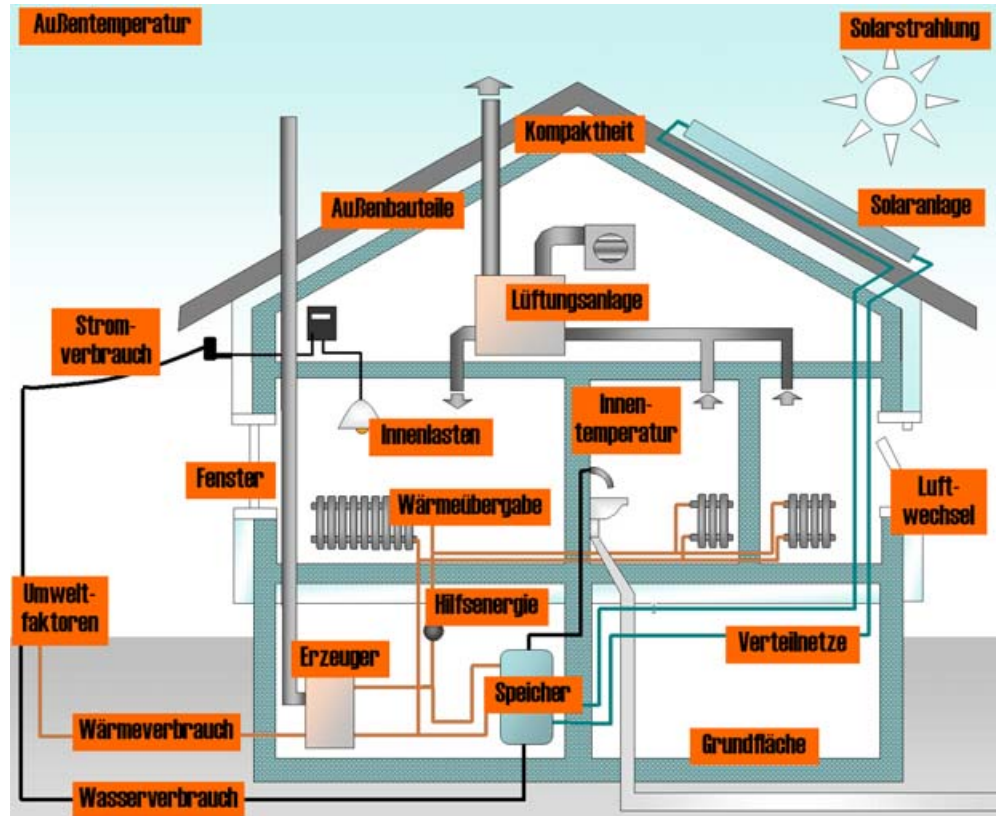 Außentemperatur
Solarstrahlung
Kompaktheit
Außenbauteile
Solaranlage
Lüftungsanlage
Strom-
verbrauch
Innenlasten
Innen-
temperatur
Fenster
Wärmeübergabe
Luft-
wechsel
Umwelt-
faktoren
Hilfsenergie
Erzeuger
Verteilnetze
Speicher
Wärmeverbrauch
Grundfläche
Wasserverbrauch